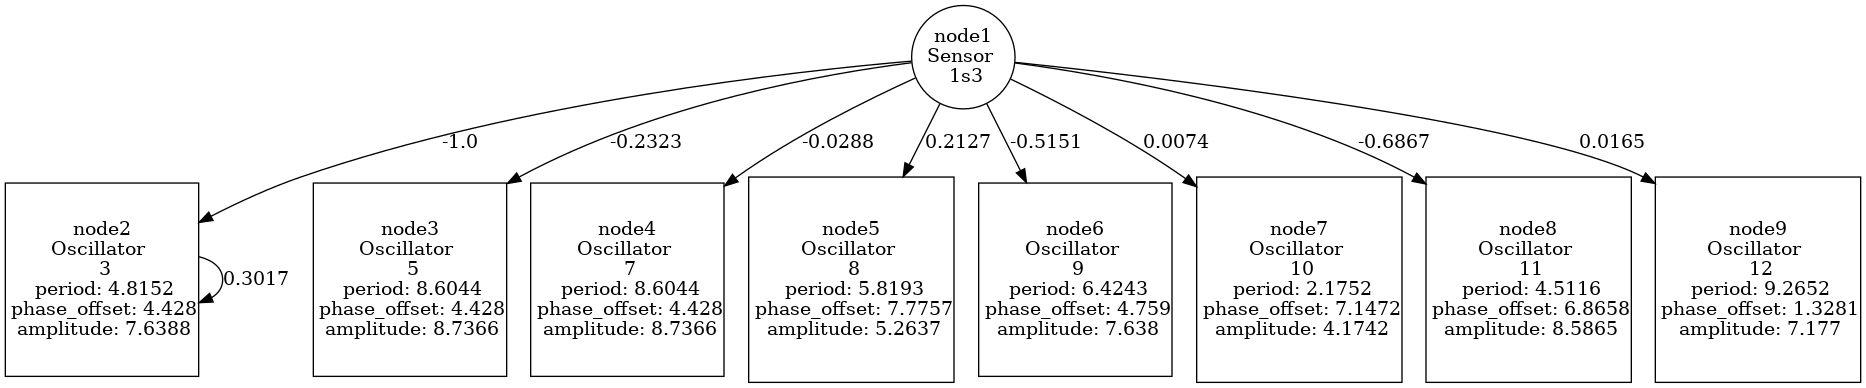 node1
Sensor
1s3
-1.0
-0.2323
-0.0288
0.2127
-0.5151
0.0074
-0.6867
0.0165
node2
Oscillator
3
period: 4.8152
phase_offset: 4.428
amplitude: 7.6388
0.3017
node3
Oscillator
5
period: 8.6044
phase_offset: 4.428
amplitude: 8.7366
node4
Oscillator
7
period: 8.6044
phase_offset: 4.428
amplitude: 8.7366
node5
Oscillator
8
period: 5.8193
phase_offset: 7.7757
amplitude: 5.2637
node6
Oscillator
9
period: 6.4243
phase_offset: 4.759
amplitude: 7.638
node7
Oscillator
10
period: 2.1752
phase_offset: 7.1472
amplitude: 4.1742
node8
Oscillator
11
period: 4.5116
phase_offset: 6.8658
amplitude: 8.5865
node9
Oscillator
12
period: 9.2652
phase_offset: 1.3281
amplitude: 7.177